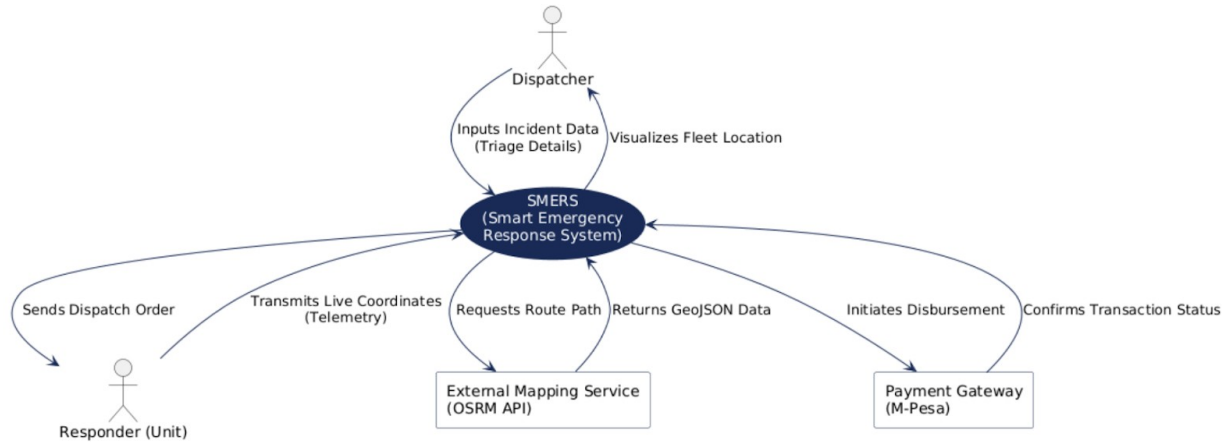 Dispatcher
Inputs Incident Data
(Triage Details)
Visualizes Fleet Location
SMERS
(Smart Emergency
Response System)
Sends Dispatch Order
Transmits Live Coordinates
(Telemetry)
Requests Route Path
Returns GeoJSON Data
Initiates Disbursement
Confirms Transaction Status
Responder (Unit)
External Mapping Service
(OSRM API)
Payment Gateway
(M-Pesa)